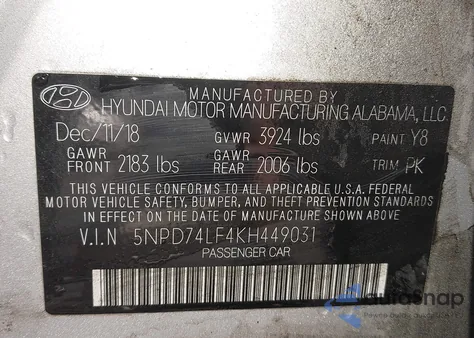 MANUFACTURED BY
HYUNDAI MOTOR MANUFACTURING ALABAMA, LLC.
Dec/11/18 GVWR 3924 lbs PAINT Y8
GAWR FRONT 2183 lbs GAWR REAR 2006 lbs TRIM PK
THIS VEHICLE CONFORMS TO ALL APPLICABLE U.S.A. FEDERAL
MOTOR VEHICLE SAFETY, BUMPER, AND THEFT PREVENTION STANDARDS
IN EFFECT ON THE DATE OF MANUFACTURE SHOWN ABOVE.
V.I.N 5NPD74LF4KH449031
PASSENGER CAR
autosnap